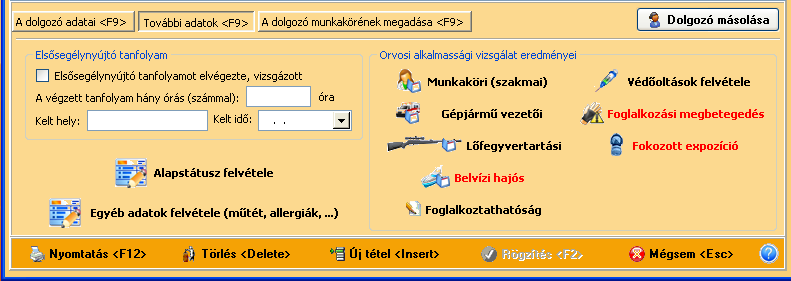 A dolgozó adatai <F9> További adatok <F9> A dolgozó munkakörének megadása <F9> Dolgozó másolása
Elsősegélynyújtó tanfolyam
Elsősegélynyújtó tanfolyamot elvégezte, vizsgázott
A végzett tanfolyam hány órás (számmal): óra
Kelt hely: Kelt idő: . .
Alapstátusz felvétele
Egyéb adatok felvétele (műtét, allergiák, ...)
Orvosi alkalmassági vizsgálat eredményei
Munkaköri (szakmai) Védőoltások felvétele
Gépjármű vezetői Foglalkozási megbetegedés
Lőfegyvertartási Fokozott expozíció
Belvízi hajós
Foglalkoztathatóság
Nyomtatás <F12> Törlés <Delete> Új tétel <Insert> Rögzítés <F2> Mégsem <Esc> ?